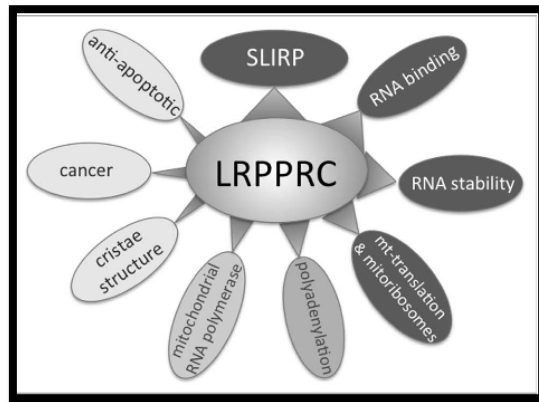 SLIRP
RNA binding
RNA stability
mt-translation
& mitoribosomes
polyadenylation
mitochondrial
RNA polymerase
cristae
structure
cancer
anti-apoptotic
LRPPRC